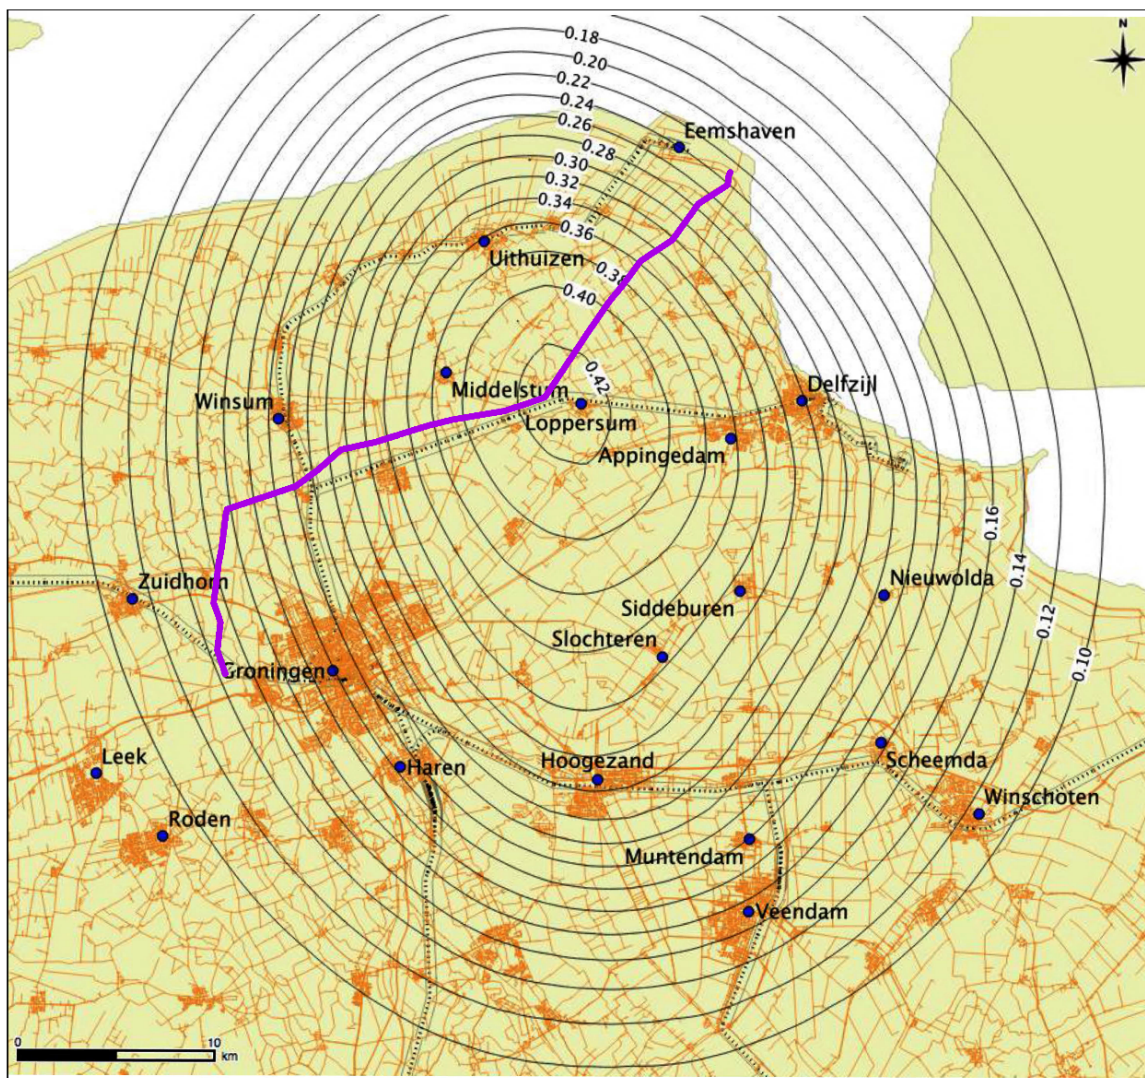 N
0.18
0.20
0.22
0.24
0.26
0.28
0.30
0.32
0.34
0.36
0.38
0.40
0.42
Eemshaven
Uithuizen
Middelstum
Winsum
Loppersum
Delfzijl
Appingedam
0.16
0.14
0.12
0.10
Zuidhorn
Nieuwolda
Siddeburen
Slochteren
Groningen
Leek
Haren
Hoogezand
Scheemda
Winschoten
Roden
Muntendam
Veendam
0 10
km